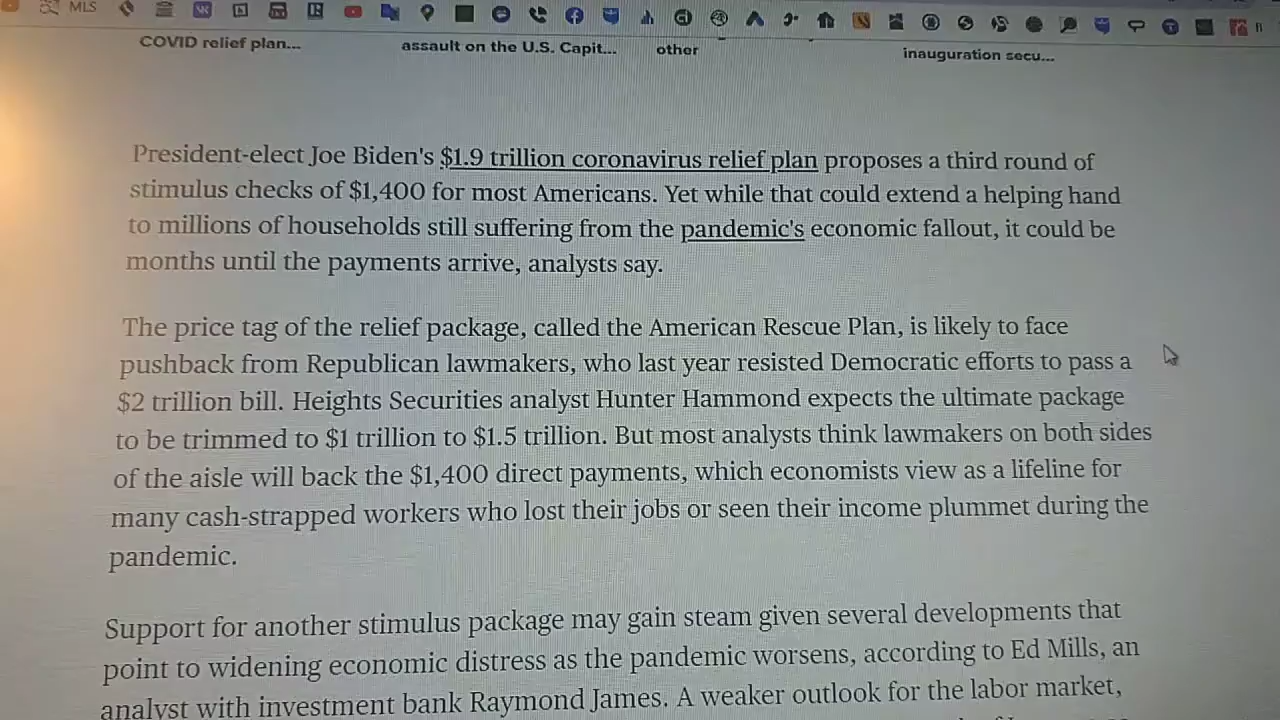 MLS
COVID relief plan...
assault on the U.S. Capit...
other
inauguration secu...
President-elect Joe Biden's $1.9 trillion coronavirus relief plan proposes a third round of
stimulus checks of $1,400 for most Americans. Yet while that could extend a helping hand
to millions of households still suffering from the pandemic's economic fallout, it could be
months until the payments arrive, analysts say.
The price tag of the relief package, called the American Rescue Plan, is likely to face
pushback from Republican lawmakers, who last year resisted Democratic efforts to pass a
$2 trillion bill. Heights Securities analyst Hunter Hammond expects the ultimate package
to be trimmed to $1 trillion to $1.5 trillion. But most analysts think lawmakers on both sides
of the aisle will back the $1,400 direct payments, which economists view as a lifeline for
many cash-strapped workers who lost their jobs or seen their income plummet during the
pandemic.
Support for another stimulus package may gain steam given several developments that
point to widening economic distress as the pandemic worsens, according to Ed Mills, an
analyst with investment bank Raymond James. A weaker outlook for the labor market,